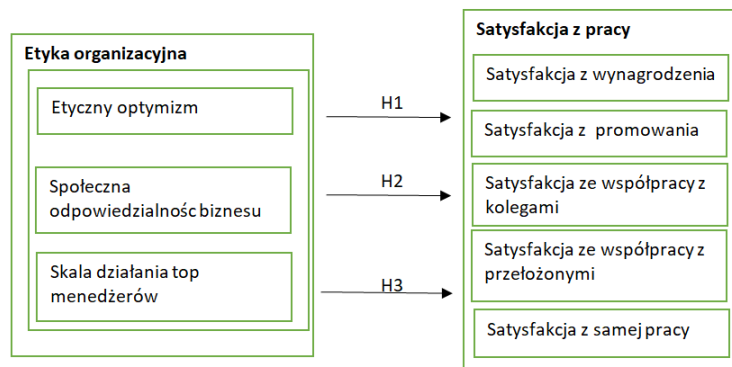 Etyka organizacyjna
Etyczny optymizm
Społeczna
odpowiedzialnośc biznesu
Skala działania top
menedżerów
H1
H2
H3
Satysfakcja z pracy
Satysfakcja z wynagrodzenia
Satysfakcja z promowania
Satysfakcja ze współpracy z
kolegami
Satysfakcja ze współpracy z
przełożonymi
Satysfakcja z samej pracy